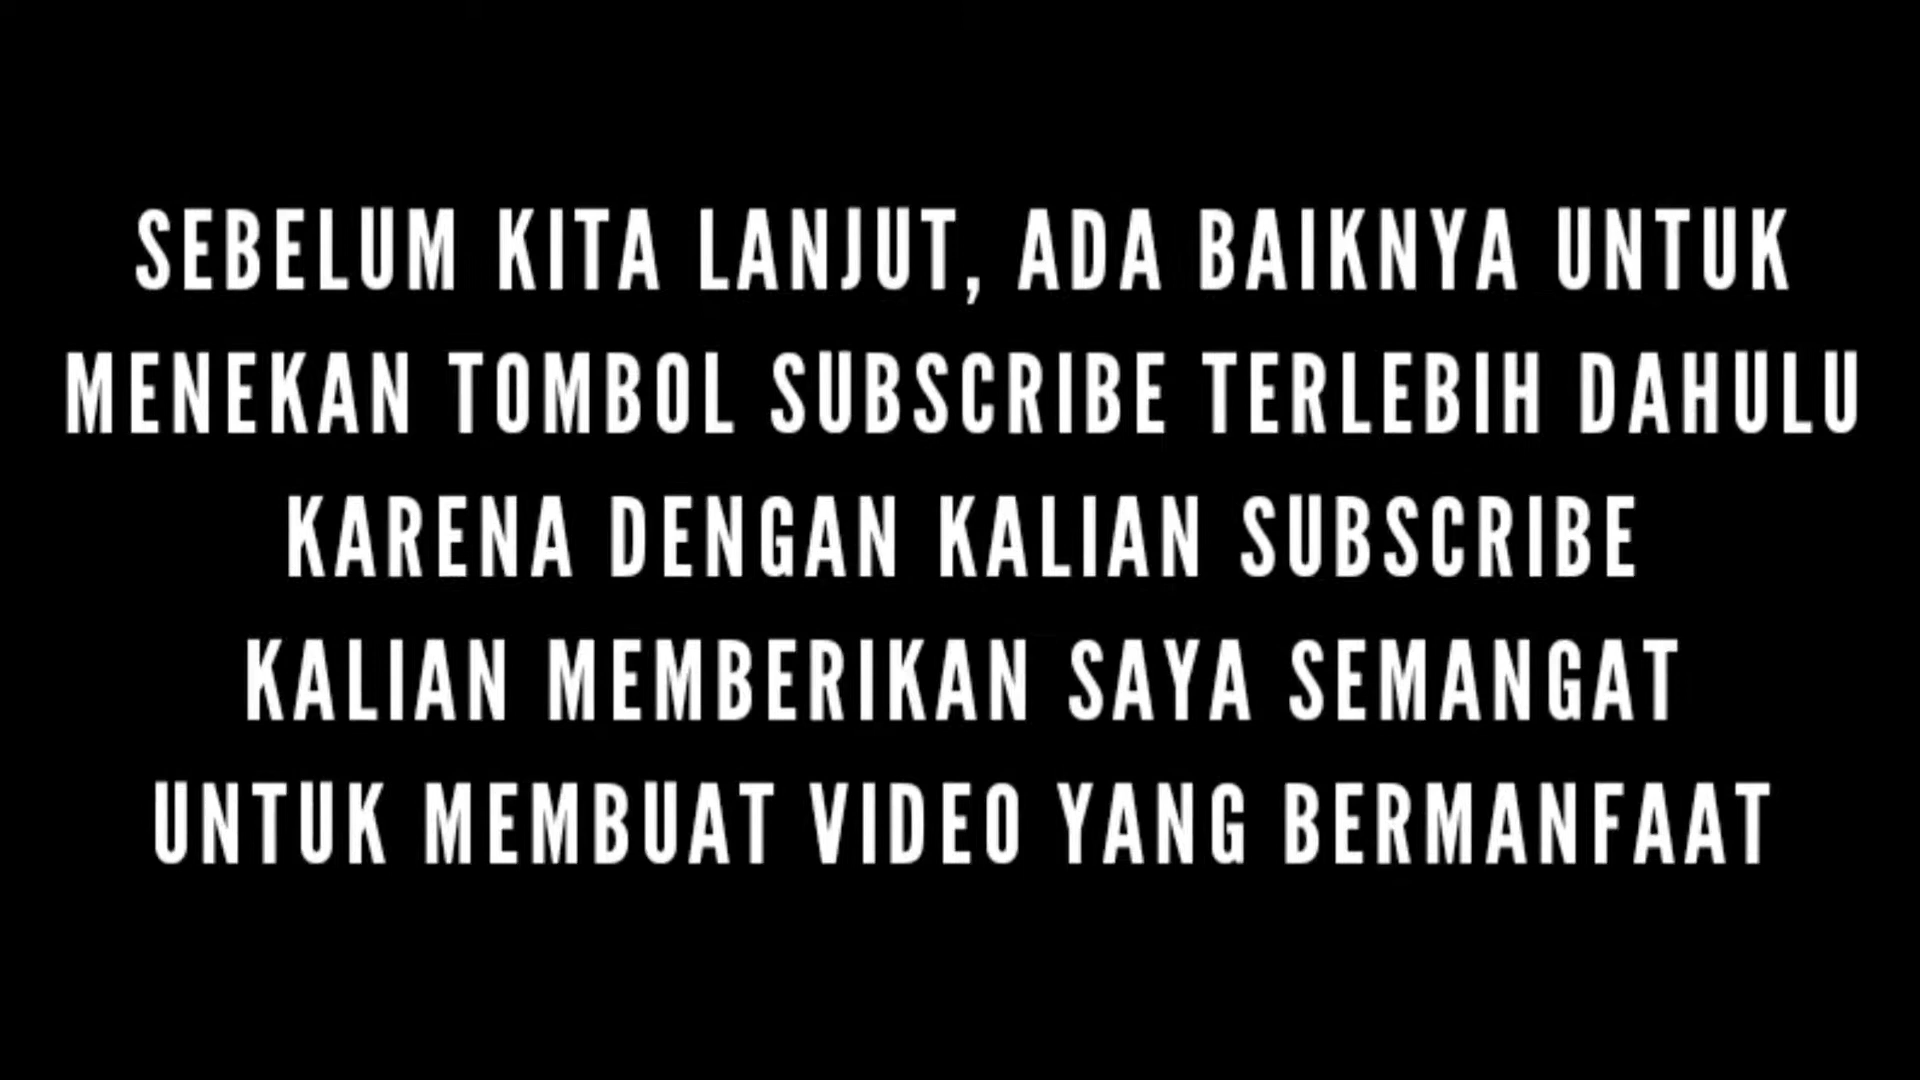 SEBELUM KITA LANJUT, ADA BAIKNYA UNTUK
MENEKAN TOMBOL SUBSCRIBE TERLEBIH DAHULU
KARENA DENGAN KALIAN SUBSCRIBE
KALIAN MEMBERIKAN SAYA SEMANGAT
UNTUK MEMBUAT VIDEO YANG BERMANFAAT